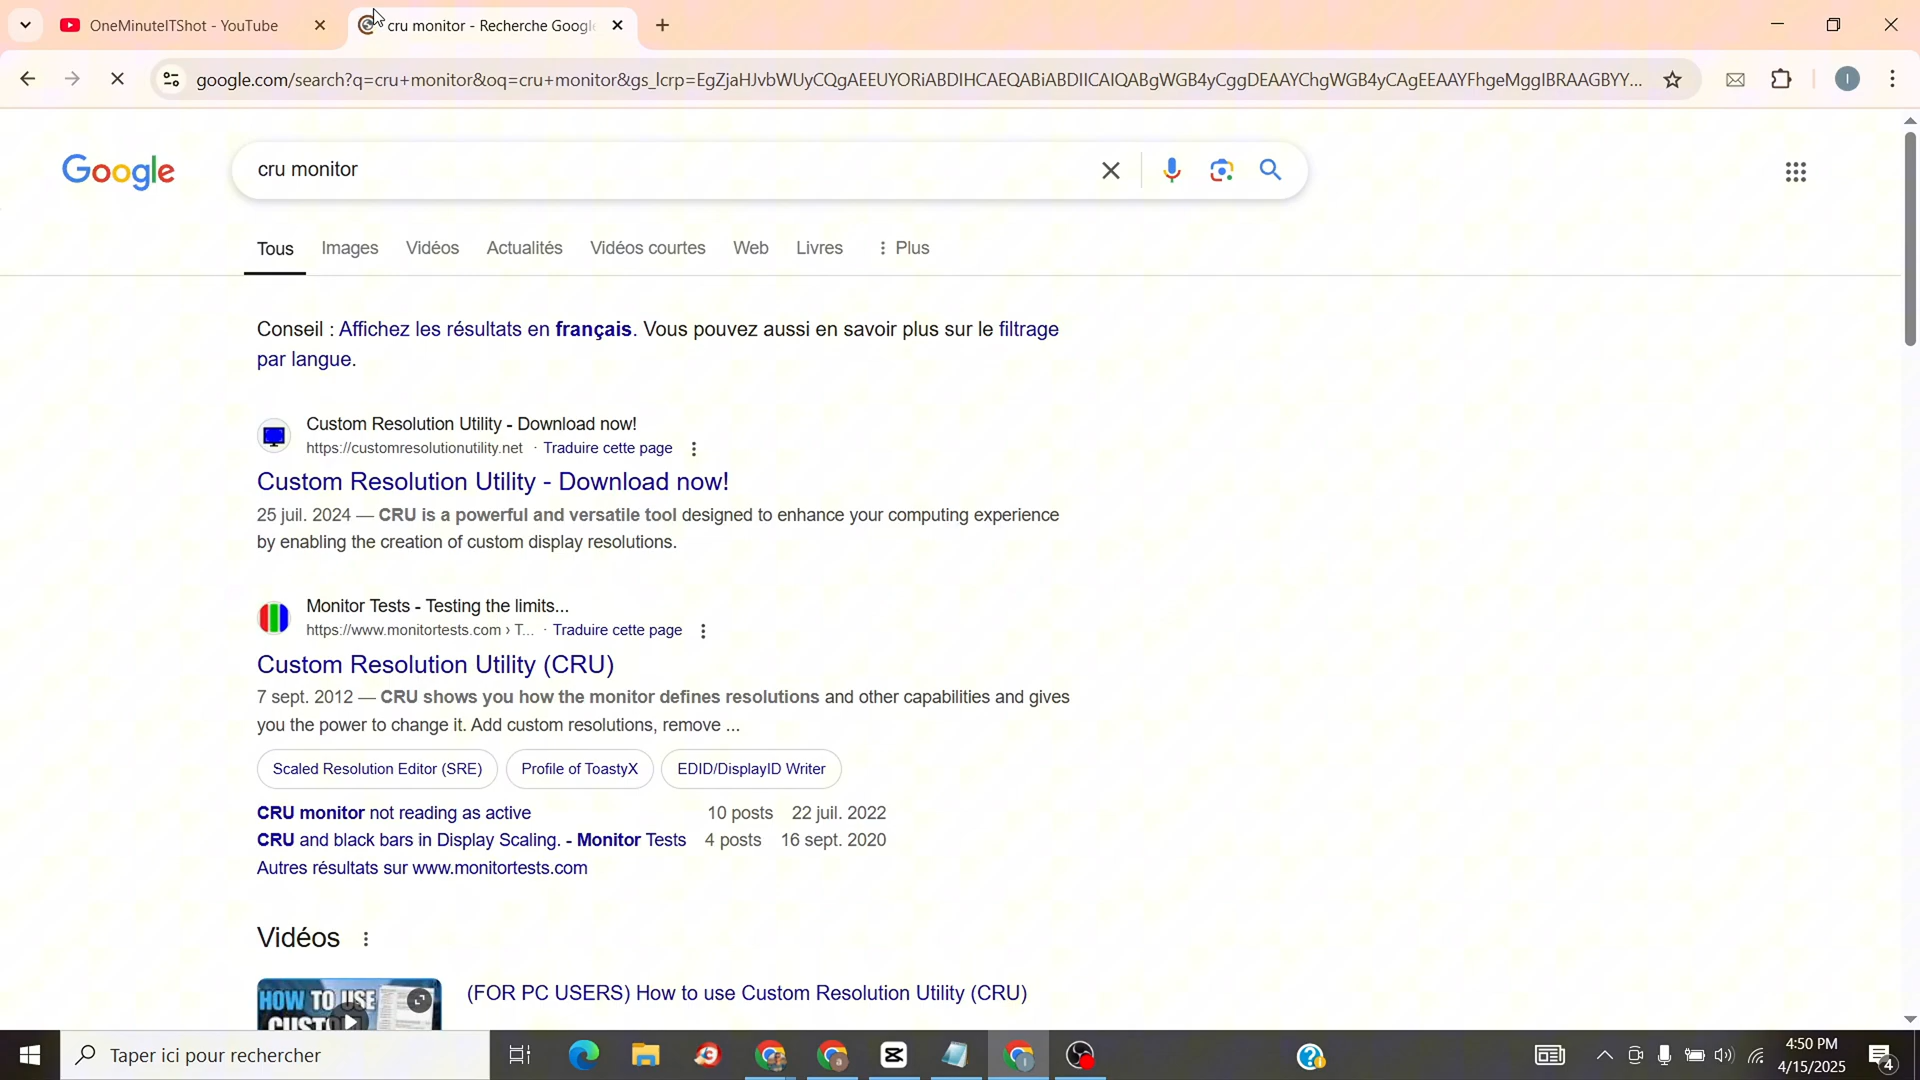 OneMinuteITShot - YouTube
cru monitor - Recherche Google
google.com/search?q=cru+monitor&oq=cru+monitor&gs_lcrp=EgZjaHJvbWUyCQgAEEUYORiABDIHCAEQABiABDIICAIQABgWGB4yCggDEAAYChgWGB4yCAgEEAAYFhgeMggIBRAAGBYY...
Google
cru monitor
Tous
Images
Vidéos
Actualités
Vidéos courtes
Web
Livres
Plus
Conseil : Affichez les résultats en français. Vous pouvez aussi en savoir plus sur le filtrage
par langue.
Custom Resolution Utility - Download now!
https://customresolutionutility.net · Traduire cette page
Custom Resolution Utility - Download now!
25 juil. 2024 — CRU is a powerful and versatile tool designed to enhance your computing experience
by enabling the creation of custom display resolutions.
Monitor Tests - Testing the limits...
https://www.monitortests.com › T... · Traduire cette page
Custom Resolution Utility (CRU)
7 sept. 2012 — CRU shows you how the monitor defines resolutions and other capabilities and gives
you the power to change it. Add custom resolutions, remove ...
Scaled Resolution Editor (SRE)
Profile of ToastyX
EDID/DisplayID Writer
CRU monitor not reading as active 10 posts 22 juil. 2022
CRU and black bars in Display Scaling. - Monitor Tests 4 posts 16 sept. 2020
Autres résultats sur www.monitortests.com
Vidéos
HOW TO USE
CUSTOM
(FOR PC USERS) How to use Custom Resolution Utility (CRU)
Taper ici pour rechercher
4:50 PM
4/15/2025
4